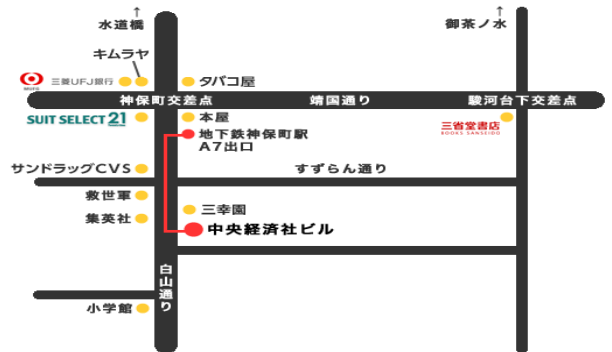 ↑
水道橋
↑
御茶ノ水
キムラヤ
三菱UFJ銀行
MUFG
タバコ屋
神保町交差点
靖国通り
駿河台下交差点
SUIT SELECT 21
本屋
地下鉄神保町駅
A7出口
三省堂書店
BOOKS SANSEIDO
サンドラッグCVS
すずらん通り
救世軍
集英社
三幸園
中央経済社ビル
白山通り
小学館